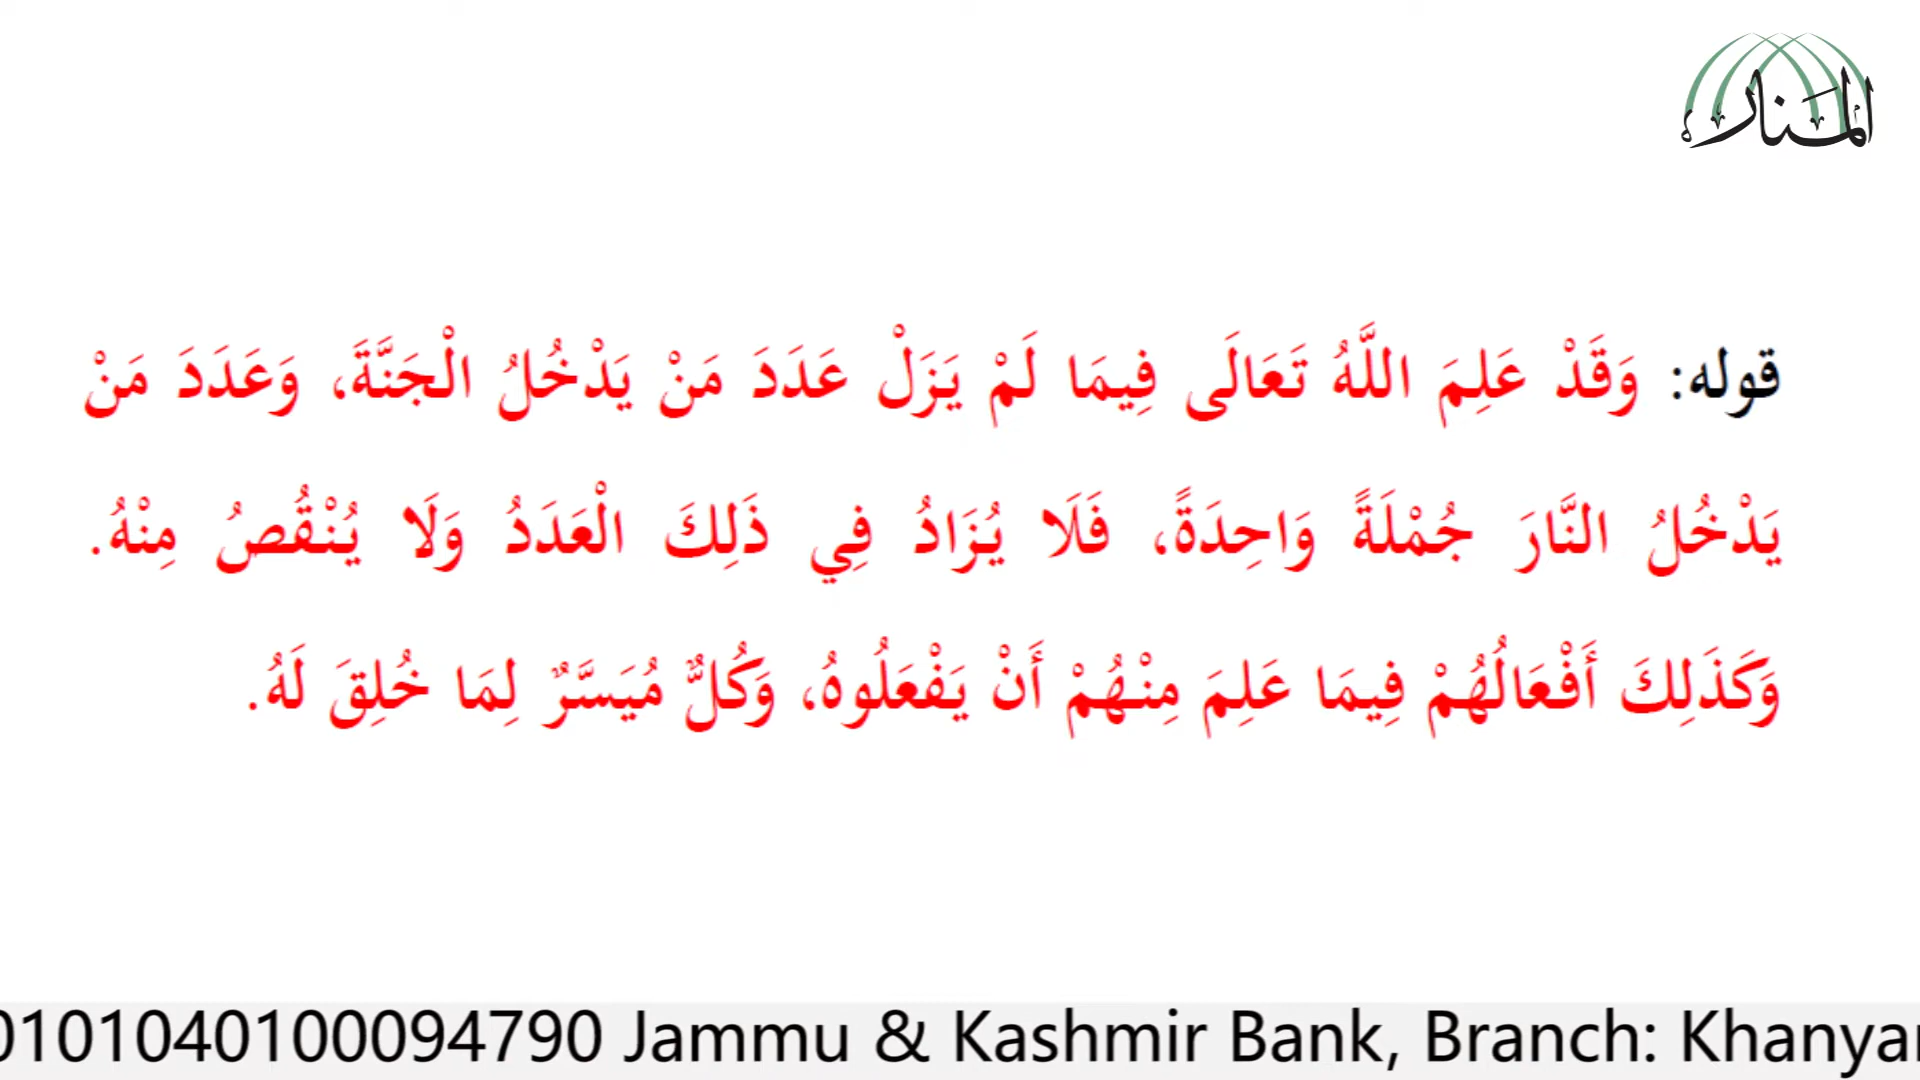 المنار
قوله: وَقَدْ عَلِمَ اللَّهُ تَعَالَى فِيمَا لَمْ يَزَلْ عَدَدَ مَنْ يَدْخُلُ الْجَنَّةَ، وَعَدَدَ مَنْ
يَدْخُلُ النَّارَ جُمْلَةً وَاحِدَةً، فَلَا يُزَادُ فِي ذَلِكَ الْعَدَدُ وَلَا يُنْقُصُ مِنْهُ.
وَكَذَلِكَ أَفْعَالُهُمْ فِيمَا عَلِمَ مِنْهُمْ أَنْ يَفْعَلُوهُ، وَكُلٌّ مُيَسَّرٌ لِمَا خُلِقَ لَهُ.
0101040100094790 Jammu & Kashmir Bank, Branch: Khanyar